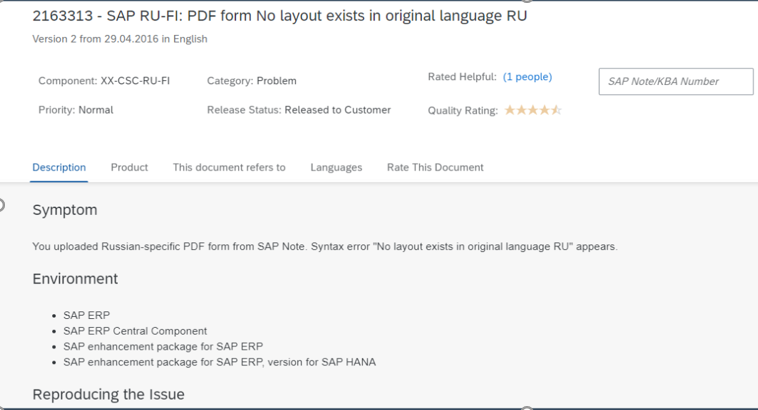 2163313 - SAP RU-FI: PDF form No layout exists in original language RU
Version 2 from 29.04.2016 in English
Component: XX-CSC-RU-FI Category: Problem Rated Helpful: (1 people) SAP Note/KBA Number
Priority: Normal Release Status: Released to Customer Quality Rating:
Description Product This document refers to Languages Rate This Document
Symptom
You uploaded Russian-specific PDF form from SAP Note. Syntax error "No layout exists in original language RU" appears.
Environment
• SAP ERP
• SAP ERP Central Component
• SAP enhancement package for SAP ERP
• SAP enhancement package for SAP ERP, version for SAP HANA
Reproducing the Issue